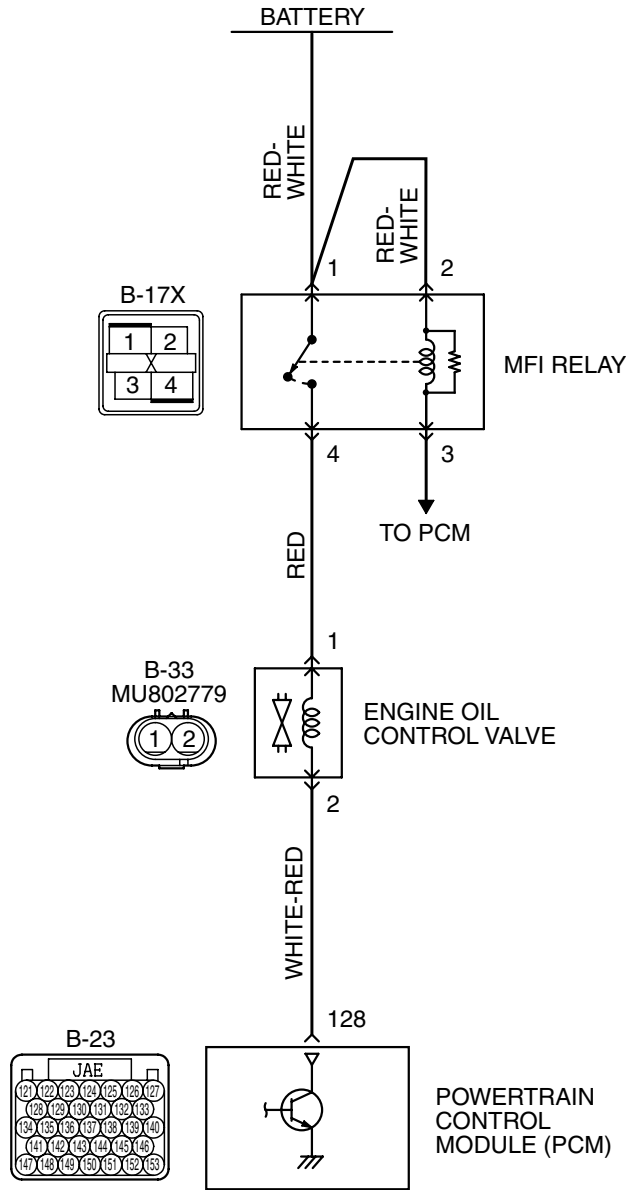 BATTERY
RED-
WHITE
RED-
WHITE
1
2
B-17X
1 2
3 4
MFI RELAY
4
3
TO PCM
RED
1
B-33
MU802779
1 2
ENGINE OIL
CONTROL VALVE
2
WHITE-RED
128
B-23
JAE
121 122 123 124 125 126 127
128 129 130 131 132 133
134 135 136 137 138 139 140
141 142 143 144 145 146
147 148 149 150 151 152 153
POWERTRAIN
CONTROL
MODULE (PCM)